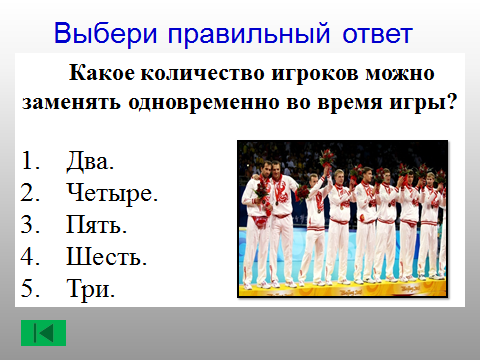 Выбери правильный ответ
Какое количество игроков можно
заменять одновременно во время игры?
1. Два.
2. Четыре.
3. Пять.
4. Шесть.
5. Три.